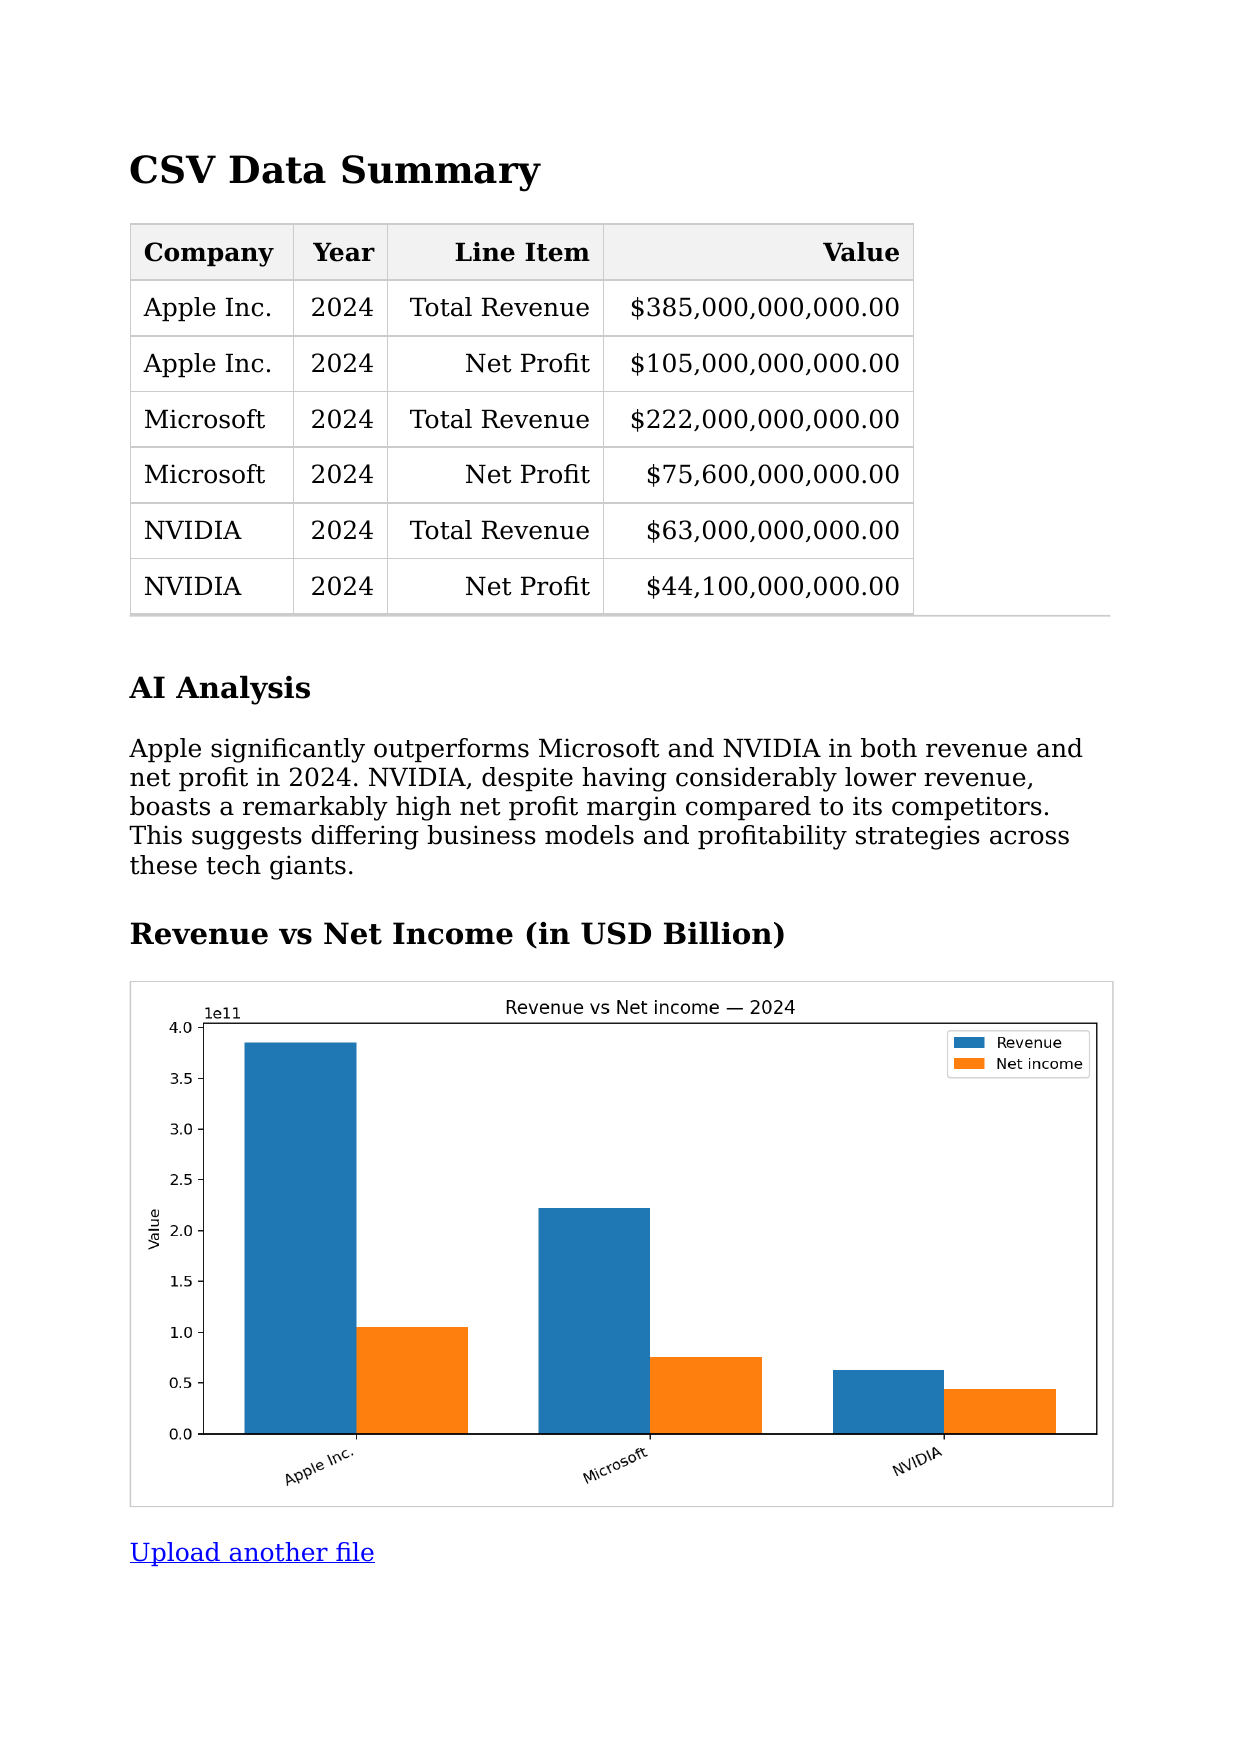 CSV Data Summary
Company Year Line Item Value
Apple Inc. 2024 Total Revenue $385,000,000,000.00
Apple Inc. 2024 Net Profit $105,000,000,000.00
Microsoft 2024 Total Revenue $222,000,000,000.00
Microsoft 2024 Net Profit $75,600,000,000.00
NVIDIA 2024 Total Revenue $63,000,000,000.00
NVIDIA 2024 Net Profit $44,100,000,000.00
AI Analysis
Apple significantly outperforms Microsoft and NVIDIA in both revenue and
net profit in 2024. NVIDIA, despite having considerably lower revenue,
boasts a remarkably high net profit margin compared to its competitors.
This suggests differing business models and profitability strategies across
these tech giants.
Revenue vs Net Income (in USD Billion)
Revenue vs Net income — 2024
1e11
4.0
3.5
3.0
2.5
2.0
1.5
1.0
0.5
0.0
Value
Revenue
Net income
Apple Inc.
Microsoft
NVIDIA
Upload another file